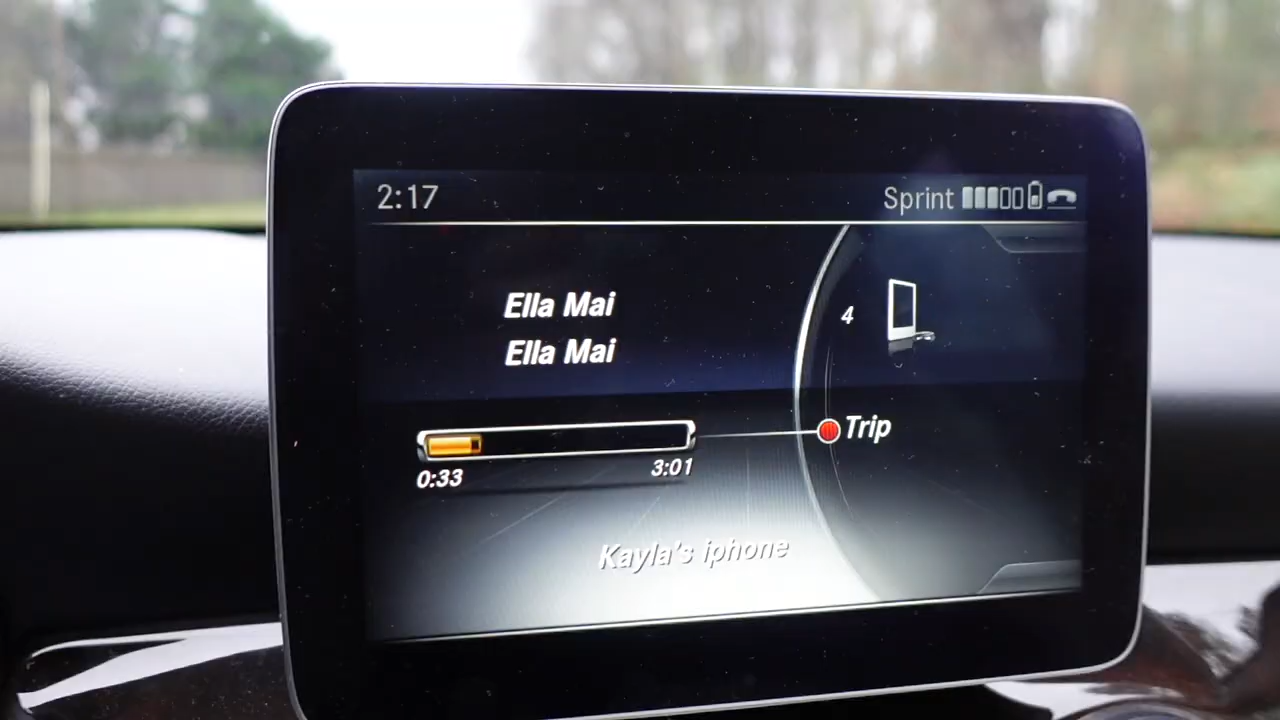 2:17
Sprint
Ella Mai
Ella Mai
4
Trip
0:33
3:01
Kayla's iphone